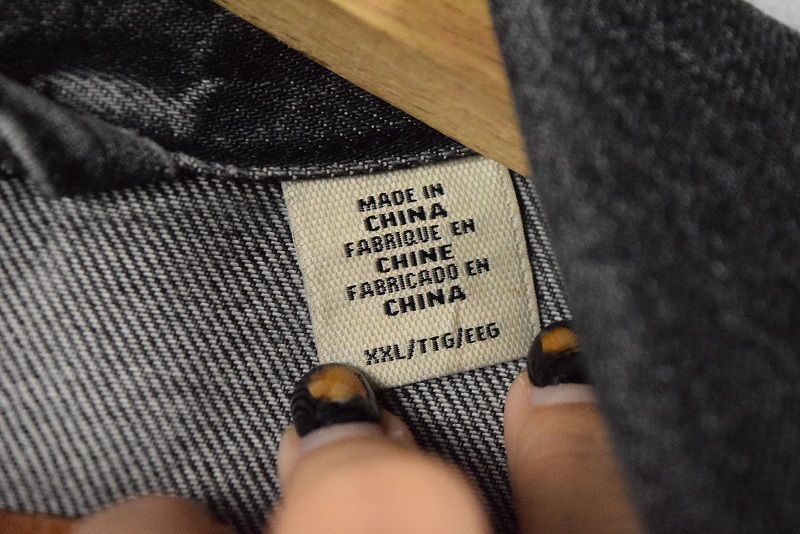 MADE IN
CHINA
FABRIQUE EN
CHINE
FABRICADO EN
CHINA
XXL/TTG/EEG